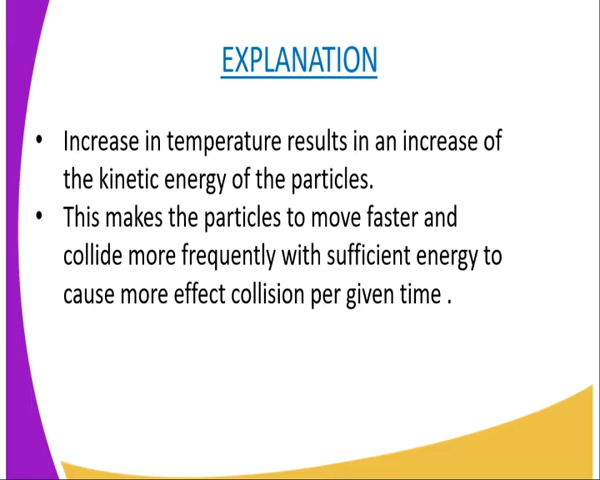 EXPLANATION
• Increase in temperature results in an increase of
the kinetic energy of the particles.
• This makes the particles to move faster and
collide more frequently with sufficient energy to
cause more effect collision per given time .